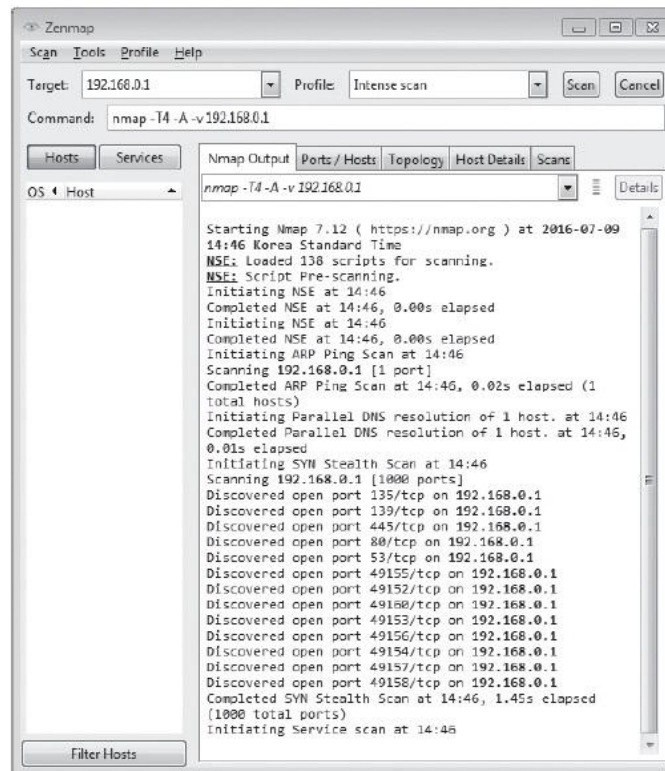 Zenmap
Scan Tools Profile Help
Target: 192.168.0.1 Profile: Intense scan Scan Cancel
Command: nmap -T4 -A -v 192.168.0.1
Hosts Services
Nmap Output Ports / Hosts Topology Host Details Scans
OS Host
nmap -T4 -A -v 192.168.0.1 Details
Starting Nmap 7.12 ( https://nmap.org ) at 2016-07-09
14:46 Korea Standard Time
NSE: Loaded 138 scripts for scanning.
NSE: Script Pre-scanning.
Initiating NSE at 14:46
Completed NSE at 14:46, 0.00s elapsed
Initiating NSE at 14:46
Completed NSE at 14:46, 0.00s elapsed
Initiating ARP Ping Scan at 14:46
Scanning 192.168.0.1 [1 port]
Completed ARP Ping Scan at 14:46, 0.02s elapsed (1
total hosts)
Initiating Parallel DNS resolution of 1 host. at 14:46
Completed Parallel DNS resolution of 1 host. at 14:46,
0.01s elapsed
Initiating SYN Stealth Scan at 14:46
Scanning 192.168.0.1 [1000 ports]
Discovered open port 135/tcp on 192.168.0.1
Discovered open port 139/tcp on 192.168.0.1
Discovered open port 445/tcp on 192.168.0.1
Discovered open port 80/tcp on 192.168.0.1
Discovered open port 53/tcp on 192.168.0.1
Discovered open port 49155/tcp on 192.168.0.1
Discovered open port 49152/tcp on 192.168.0.1
Discovered open port 49160/tcp on 192.168.0.1
Discovered open port 49153/tcp on 192.168.0.1
Discovered open port 49156/tcp on 192.168.0.1
Discovered open port 49154/tcp on 192.168.0.1
Discovered open port 49157/tcp on 192.168.0.1
Discovered open port 49158/tcp on 192.168.0.1
Completed SYN Stealth Scan at 14:46, 1.45s elapsed
(1000 total ports)
Initiating Service scan at 14:46
Filter Hosts